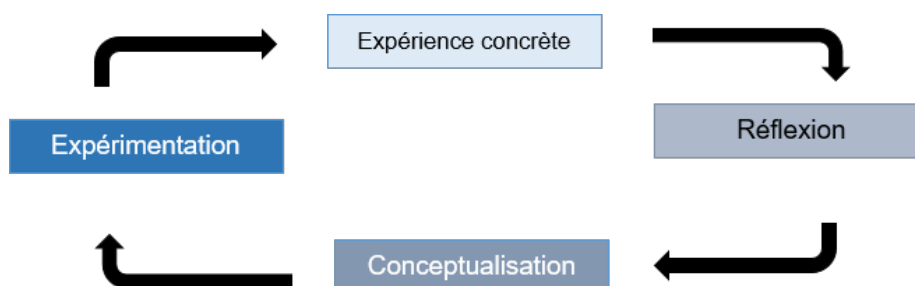 Expérience concrète
Réflexion
Conceptualisation
Expérimentation